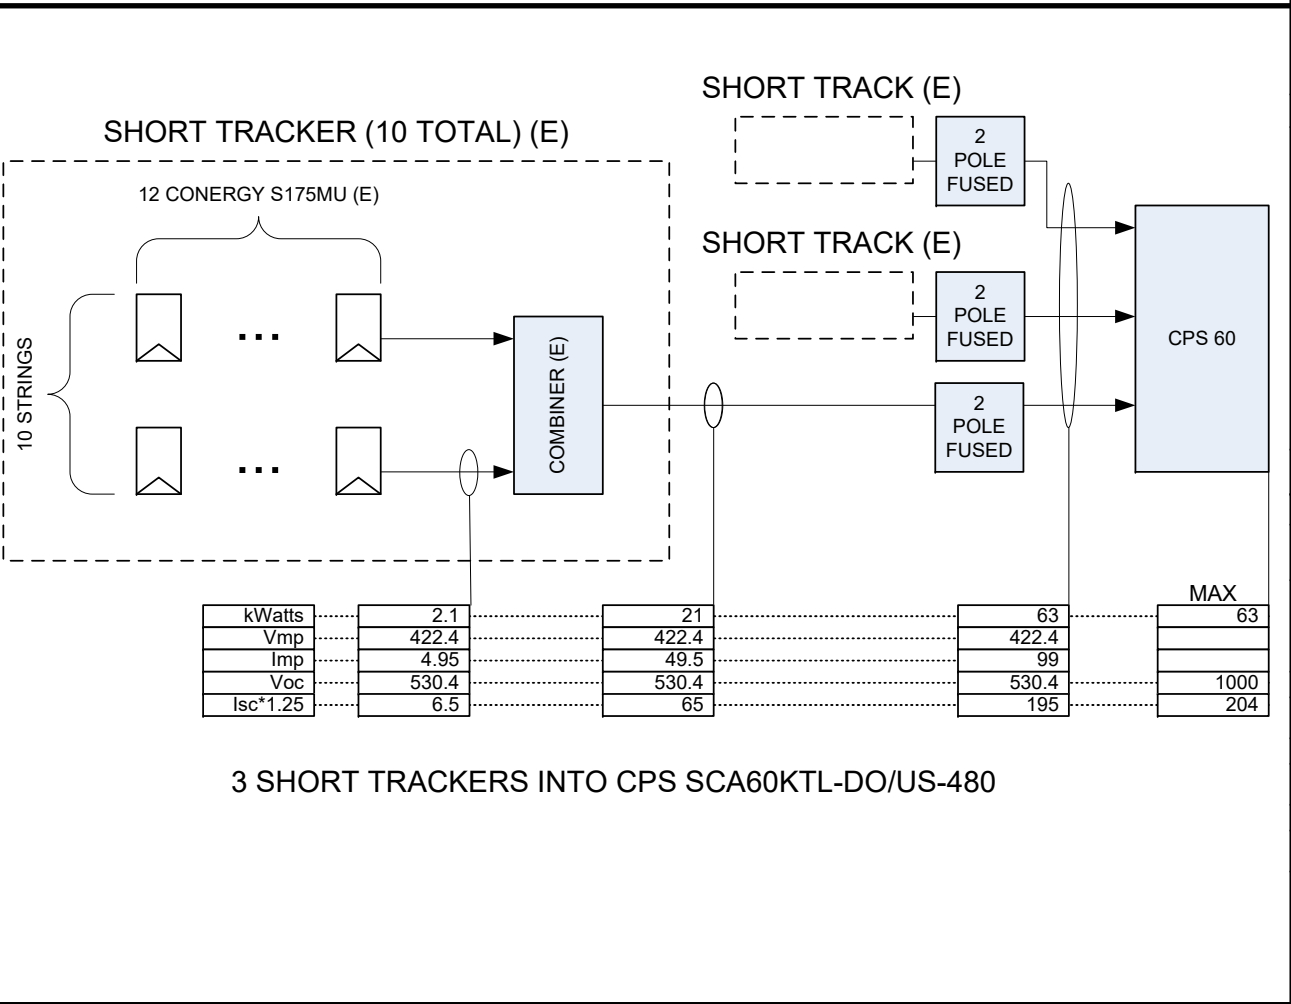 SHORT TRACK (E)
SHORT TRACKER (10 TOTAL) (E)
2
POLE
FUSED
12 CONERGY S175MU (E)
SHORT TRACK (E)
2
POLE
FUSED
CPS 60
10 STRINGS
...
...
COMBINER (E)
2
POLE
FUSED
MAX
kWatts 2.1 21 63 63
Vmp 422.4 422.4 422.4
Imp 4.95 49.5 99
Voc 530.4 530.4 530.4 1000
Isc*1.25 6.5 65 195 204
3 SHORT TRACKERS INTO CPS SCA60KTL-DO/US-480